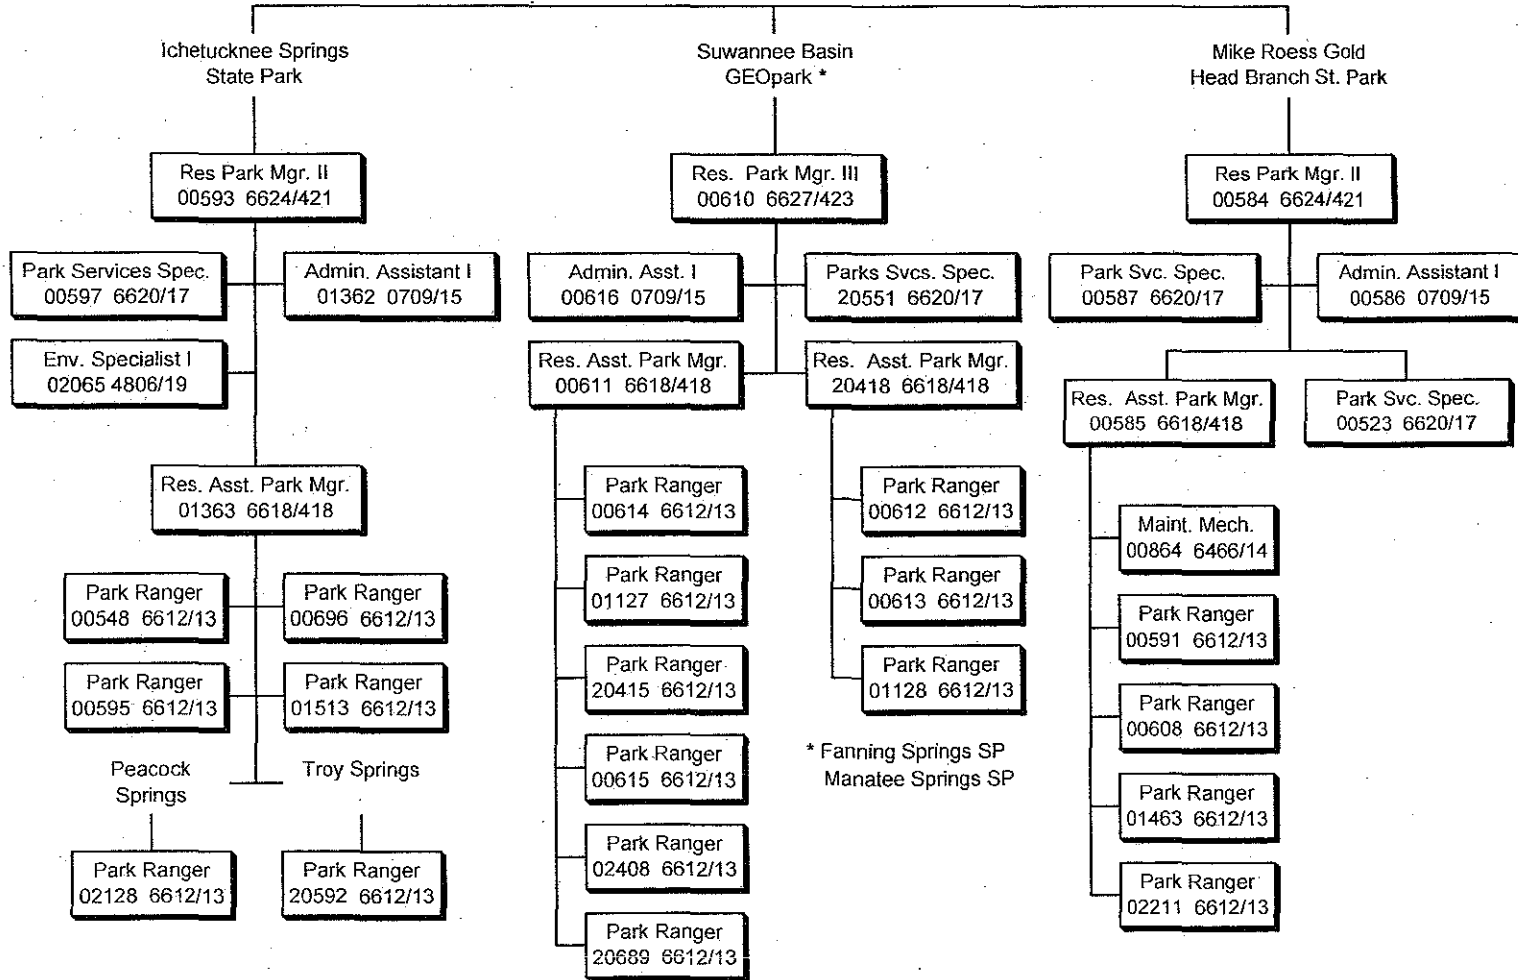 Ichetucknee Springs
State Park
Res Park Mgr. II
00593 6624/421
Park Services Spec.
00597 6620/17
Admin. Assistant I
01362 0709/15
Env. Specialist I
02065 4806/19
Res. Asst. Park Mgr.
01363 6618/418
Park Ranger
00548 6612/13
Park Ranger
00696 6612/13
Park Ranger
00595 6612/13
Park Ranger
01513 6612/13
Peacock
Springs
Troy Springs
Park Ranger
02128 6612/13
Park Ranger
20592 6612/13
Suwannee Basin
GEOpark *
Res. Park Mgr. III
00610 6627/423
Admin. Asst. I
00616 0709/15
Parks Svcs. Spec.
20551 6620/17
Res. Asst. Park Mgr.
00611 6618/418
Res. Asst. Park Mgr.
20418 6618/418
Park Ranger
00614 6612/13
Park Ranger
01127 6612/13
Park Ranger
20415 6612/13
Park Ranger
00615 6612/13
Park Ranger
02408 6612/13
Park Ranger
20689 6612/13
Park Ranger
00612 6612/13
Park Ranger
00613 6612/13
Park Ranger
01128 6612/13
* Fanning Springs SP
Manatee Springs SP
Mike Roess Gold
Head Branch St. Park
Res Park Mgr. II
00584 6624/421
Park Svc. Spec.
00587 6620/17
Admin. Assistant I
00586 0709/15
Res. Asst. Park Mgr.
00585 6618/418
Park Svc. Spec.
00523 6620/17
Maint. Mech.
00864 6466/14
Park Ranger
00591 6612/13
Park Ranger
00608 6612/13
Park Ranger
01463 6612/13
Park Ranger
02211 6612/13